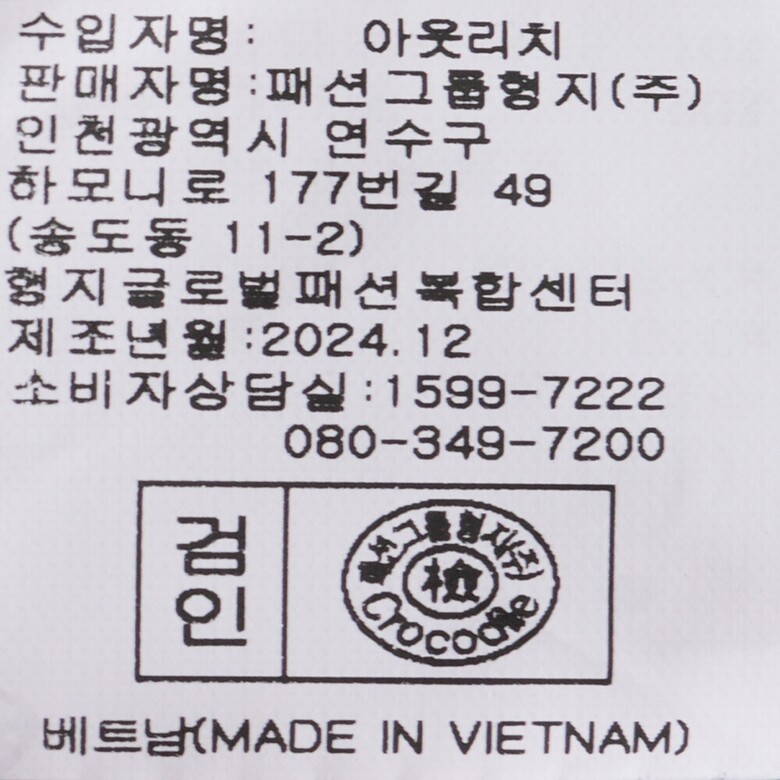 수입자명: 아웃리치
판매자명:패션그룹형지(주)
인천광역시 연수구
하모니로 177번길 49
(송도동 11-2)
형지글로벌패션복합센터
제조년월:2024.12
소비자상담실:1599-7222
080-349-7200
검인
패션그룹형지(주)
檢
Crocodile
베트남(MADE IN VIETNAM)